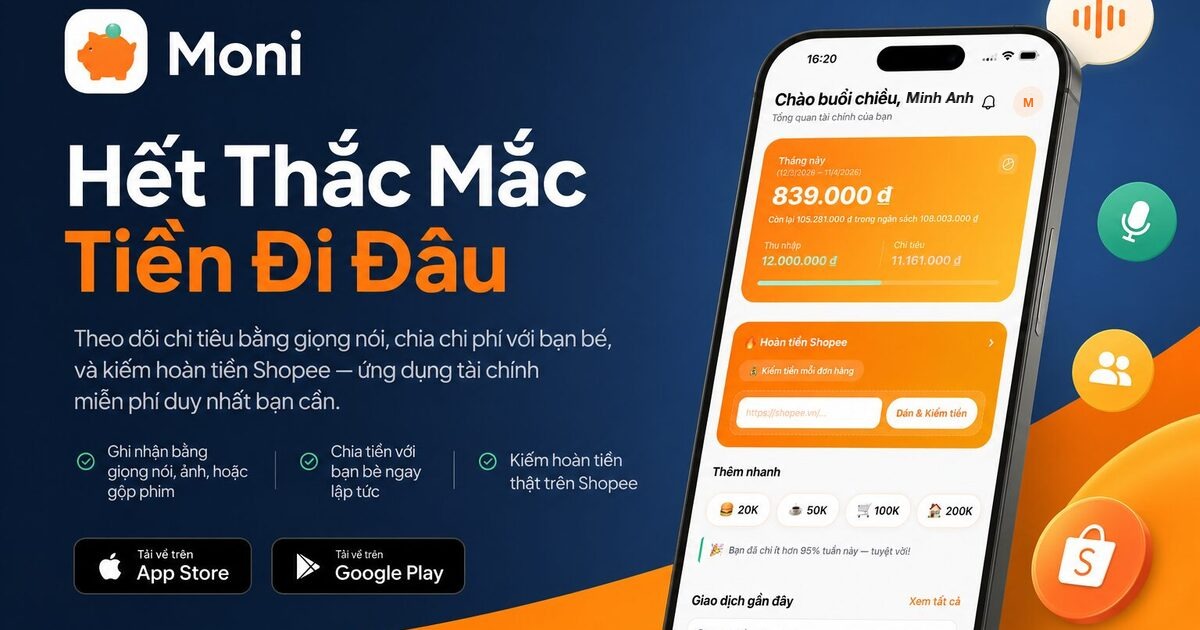 Moni
Hết Thắc Mắc
Tiền Đi Đâu
Theo dõi chi tiêu bằng giọng nói, chia chi phí với bạn bé,
và kiếm hoàn tiền Shopee — ứng dụng tài chính
miễn phí duy nhất bạn cần.
Ghi nhận bằng
giọng nói, ảnh, hoặc
gộp phim
Chia tiền với
bạn bè ngay
lập tức
Kiếm hoàn tiền
thật trên Shopee
Tải về trên
App Store
Tải về trên
Google Play
16:20
Chào buổi chiều, Minh Anh
M
Tổng quan tài chính của bạn
Tháng này
(12/3/2026 – 11/4/2026)
839.000 đ
Còn lại 105.281.000 đ trong ngân sách 108.003.000 đ
Thu nhập
12.000.000 đ
Chi tiêu
11.161.000 đ
Hoàn tiền Shopee
Kiếm tiền mỗi đơn hàng
https://shopee.vn/...
Dán & Kiếm tiền
Thêm nhanh
20K
50K
100K
200K
Bạn đã chi ít hơn 95% tuần này — tuyệt vời!
Giao dịch gần đây
Xem tất cả
S